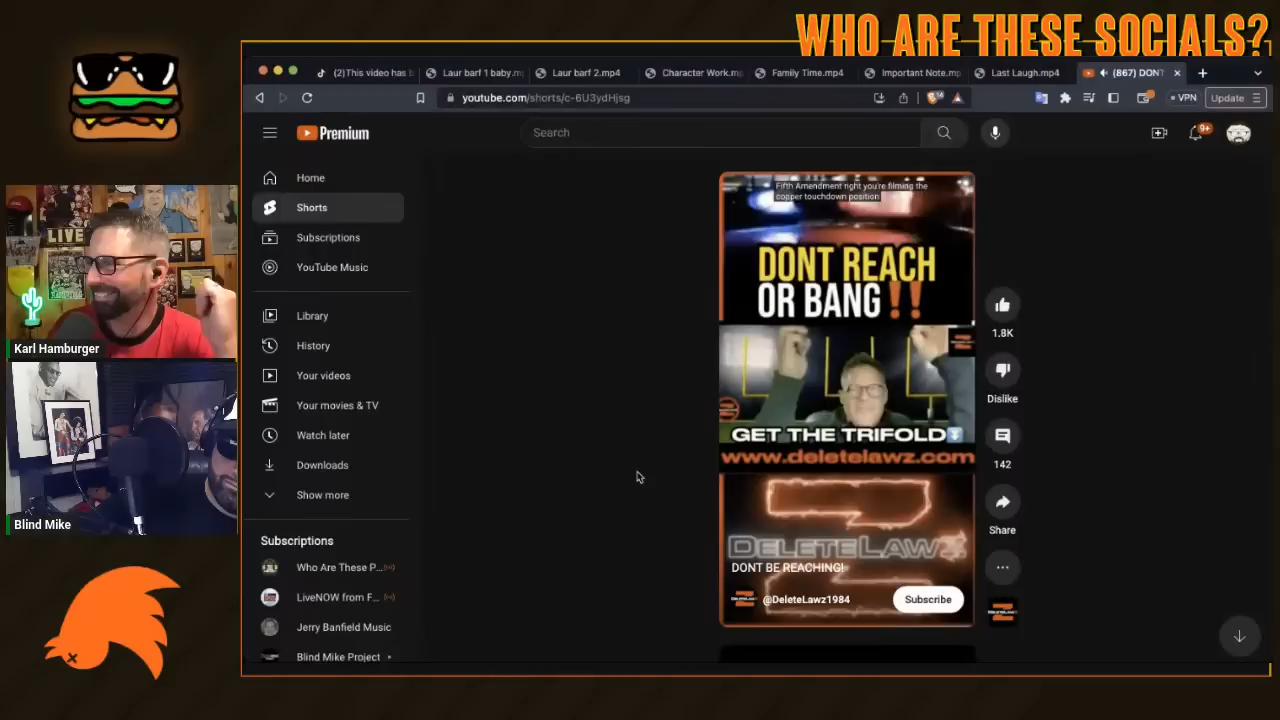 WHO ARE THESE SOCIALS?
(2)This video has b
Laur barf 1 baby.m
Laur barf 2.mp4
Character Work.m
Family Time.mp4
Important Note.m
Last Laugh.mp4
(867) DONT
youtube.com/shorts/c-6U3ydHjsg
VPN
Update
Premium
Search
9+
Home
Shorts
Subscriptions
YouTube Music
Library
History
Your videos
Your movies & TV
Watch later
Downloads
Show more
Subscriptions
Who Are These P...
LiveNOW from F...
Jerry Banfield Music
Blind Mike Project
LIVE
Karl Hamburger
Blind Mike
Fifth Amendment right you're filming the
copper touchdown position
DONT REACH
OR BANG!!
GET THE TRIFOLD
www.deletelawz.com
DELETELAWZ
DONT BE REACHING!
@DeleteLawz1984
Subscribe
1.8K
Dislike
142
Share